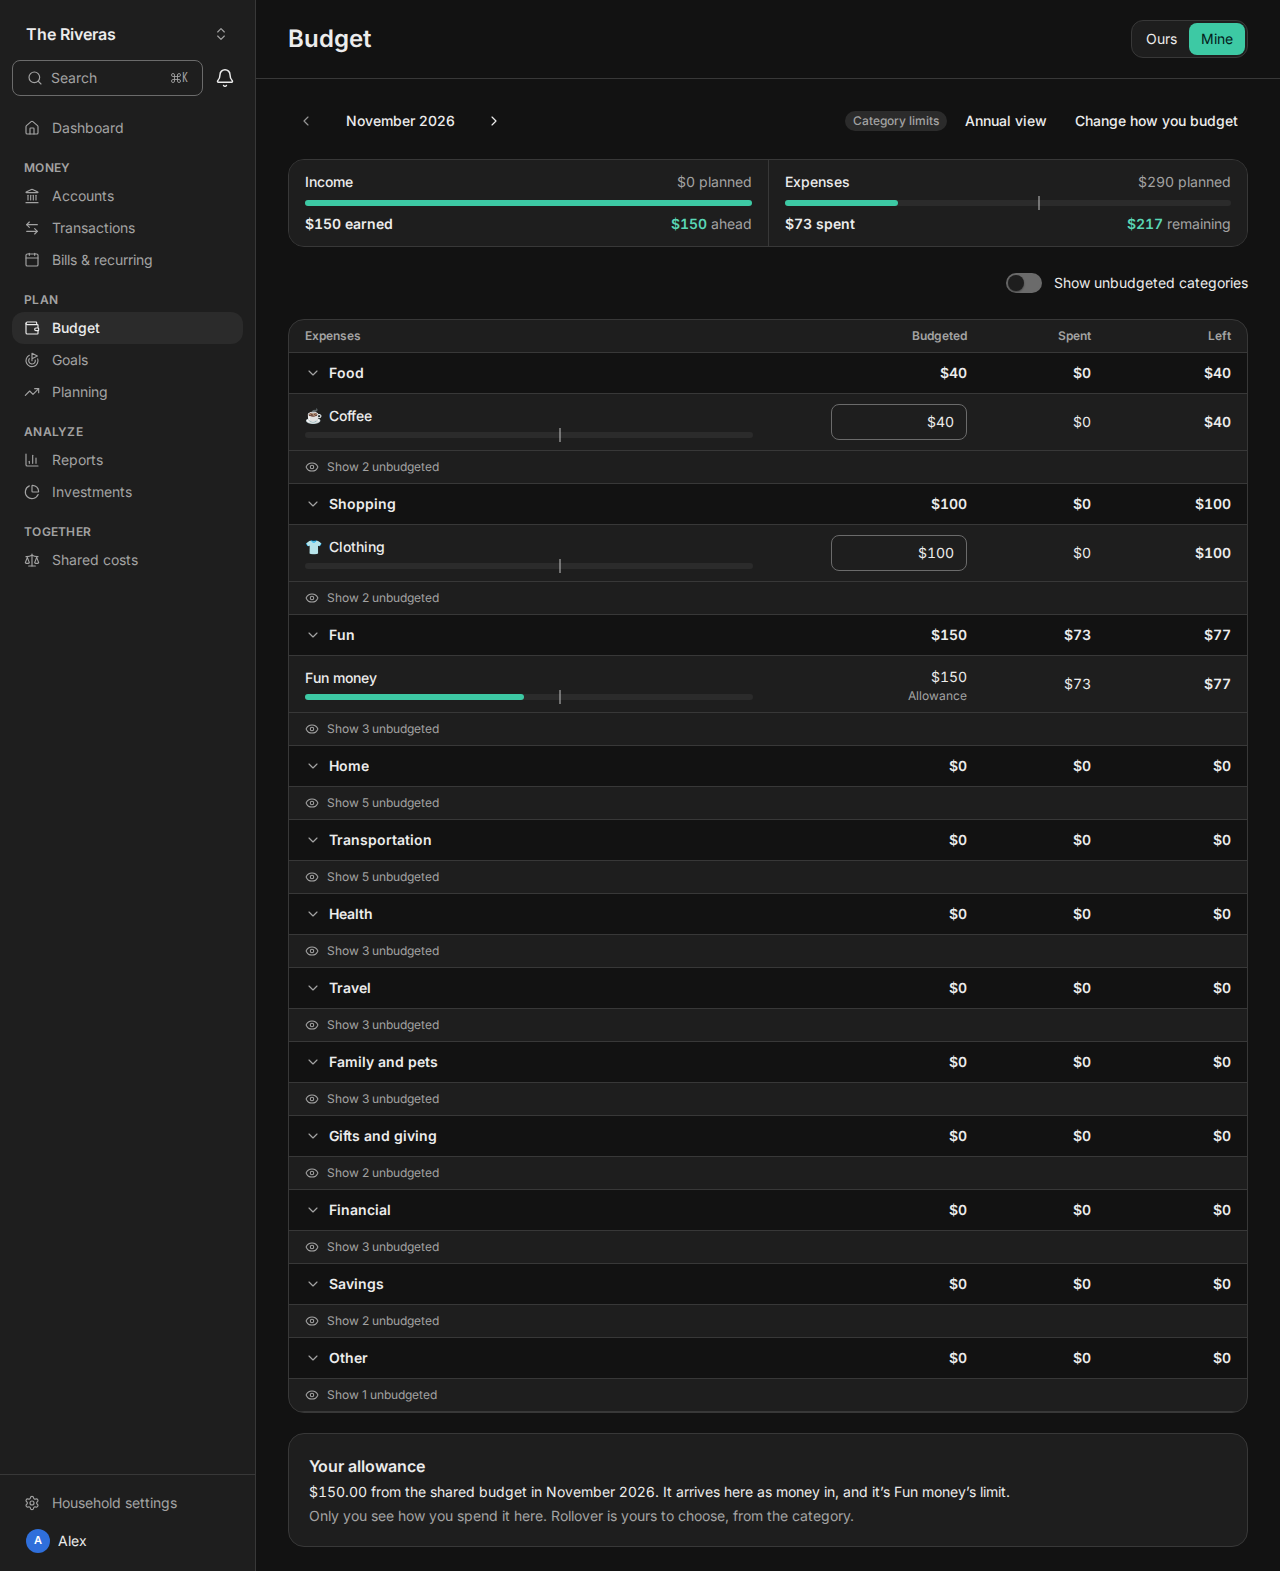 The Riveras
Budget
Ours
Mine
Search
⌘K
Dashboard
MONEY
Accounts
Transactions
Bills & recurring
PLAN
Budget
Goals
Planning
ANALYZE
Reports
Investments
TOGETHER
Shared costs
Household settings
A
Alex
November 2026
Category limits
Annual view
Change how you budget
Income
$0 planned
$150 earned
$150 ahead
Expenses
$290 planned
$73 spent
$217 remaining
Show unbudgeted categories
Expenses Budgeted Spent Left
Food $40 $0 $40
Coffee $40 $0 $40
Show 2 unbudgeted
Shopping $100 $0 $100
Clothing $100 $0 $100
Show 2 unbudgeted
Fun $150 $73 $77
Fun money $150 $73 $77
Allowance
Show 3 unbudgeted
Home $0 $0 $0
Show 5 unbudgeted
Transportation $0 $0 $0
Show 5 unbudgeted
Health $0 $0 $0
Show 3 unbudgeted
Travel $0 $0 $0
Show 3 unbudgeted
Family and pets $0 $0 $0
Show 3 unbudgeted
Gifts and giving $0 $0 $0
Show 2 unbudgeted
Financial $0 $0 $0
Show 3 unbudgeted
Savings $0 $0 $0
Show 2 unbudgeted
Other $0 $0 $0
Show 1 unbudgeted
Your allowance
$150.00 from the shared budget in November 2026. It arrives here as money in, and it’s Fun money’s limit.
Only you see how you spend it here. Rollover is yours to choose, from the category.